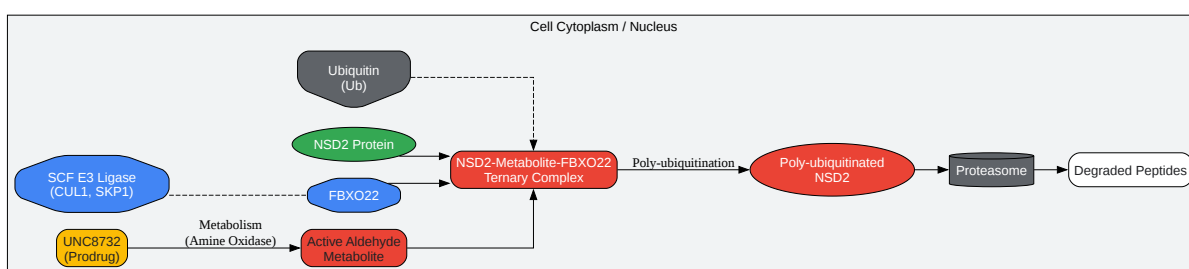 Cell Cytoplasm / Nucleus
Ubiquitin
(Ub)
NSD2 Protein
SCF E3 Ligase
(CUL1, SKP1)
FBXO22
UNC8732
(Prodrug)
Metabolism
(Amine Oxidase)
Active Aldehyde
Metabolite
NSD2-Metabolite-FBXO22
Ternary Complex
Poly-ubiquitination
Poly-ubiquitinated
NSD2
Proteasome
Degraded Peptides